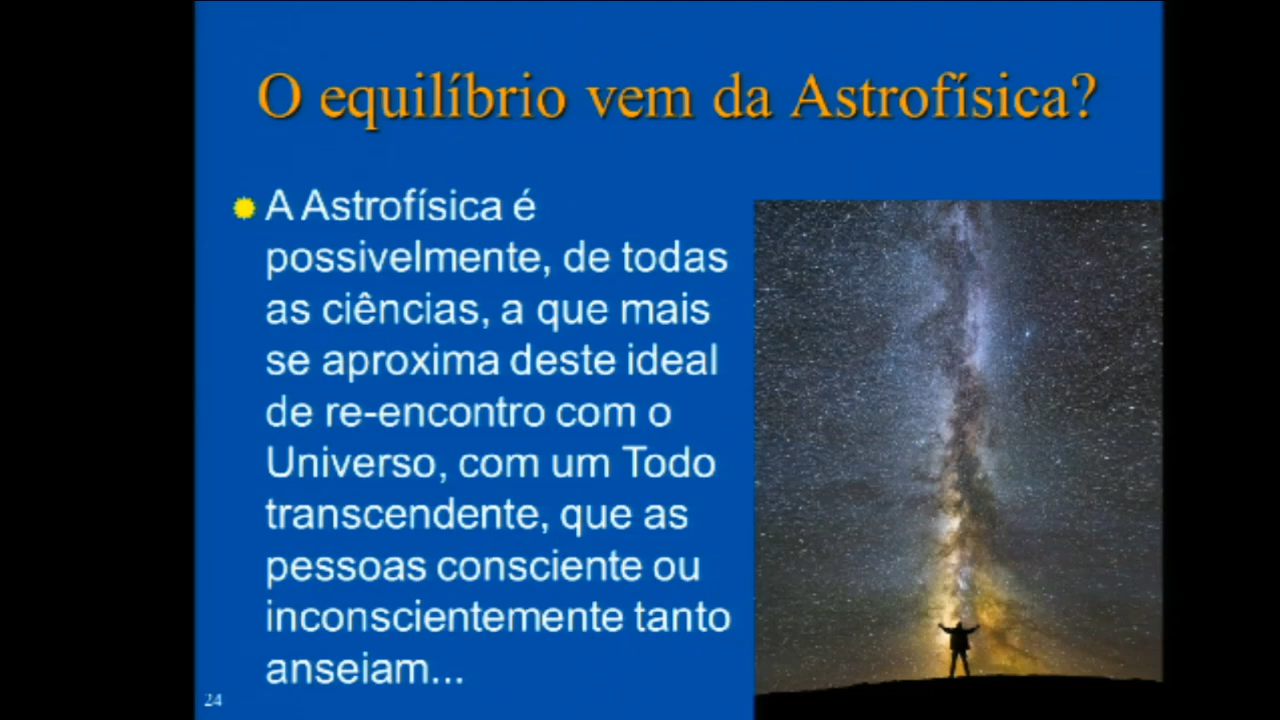 O equilíbrio vem da Astrofísica?
A Astrofísica é
possivelmente, de todas
as ciências, a que mais
se aproxima deste ideal
de re-encontro com o
Universo, com um Todo
transcendente, que as
pessoas consciente ou
inconscientemente tanto
anseiam...
24